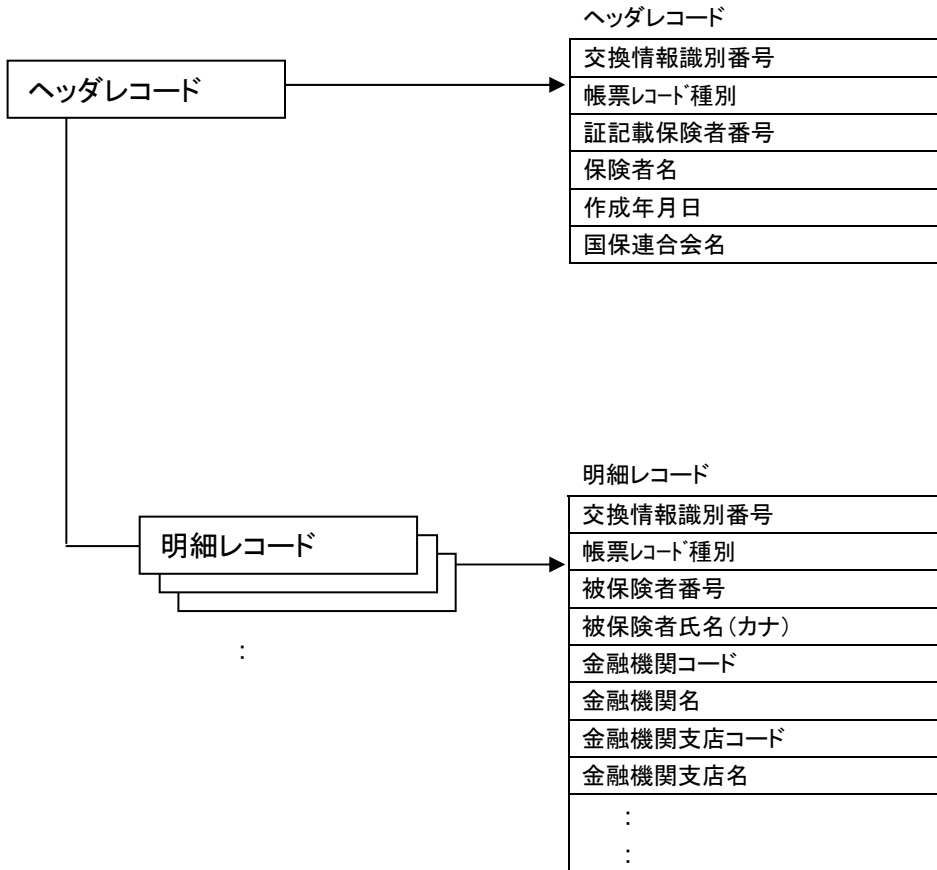 ヘッダレコード
ヘッダレコード
交換情報識別番号
帳票ﾚｺｰﾄﾞ種別
証記載保険者番号
保険者名
作成年月日
国保連合会名
明細レコード
明細レコード
:
交換情報識別番号
帳票ﾚｺｰﾄﾞ種別
被保険者番号
被保険者氏名(カナ)
金融機関コード
金融機関名
金融機関支店コード
金融機関支店名
:
: